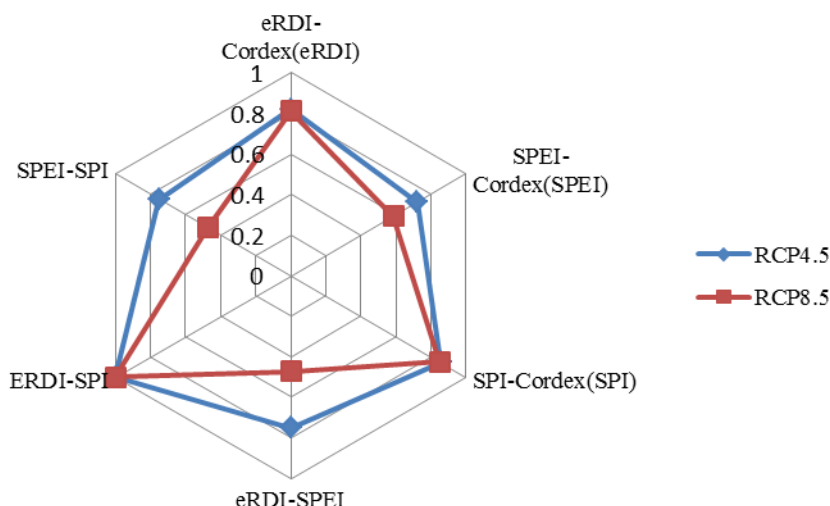 eRDI-
Cordex(eRDI)
1
0.8
0.6
0.4
0.2
0
SPEI-
Cordex(SPEI)
SPI-Cordex(SPI)
eRDI-SPEI
ERDI-SPI
SPEI-SPI
RCP4.5
RCP8.5